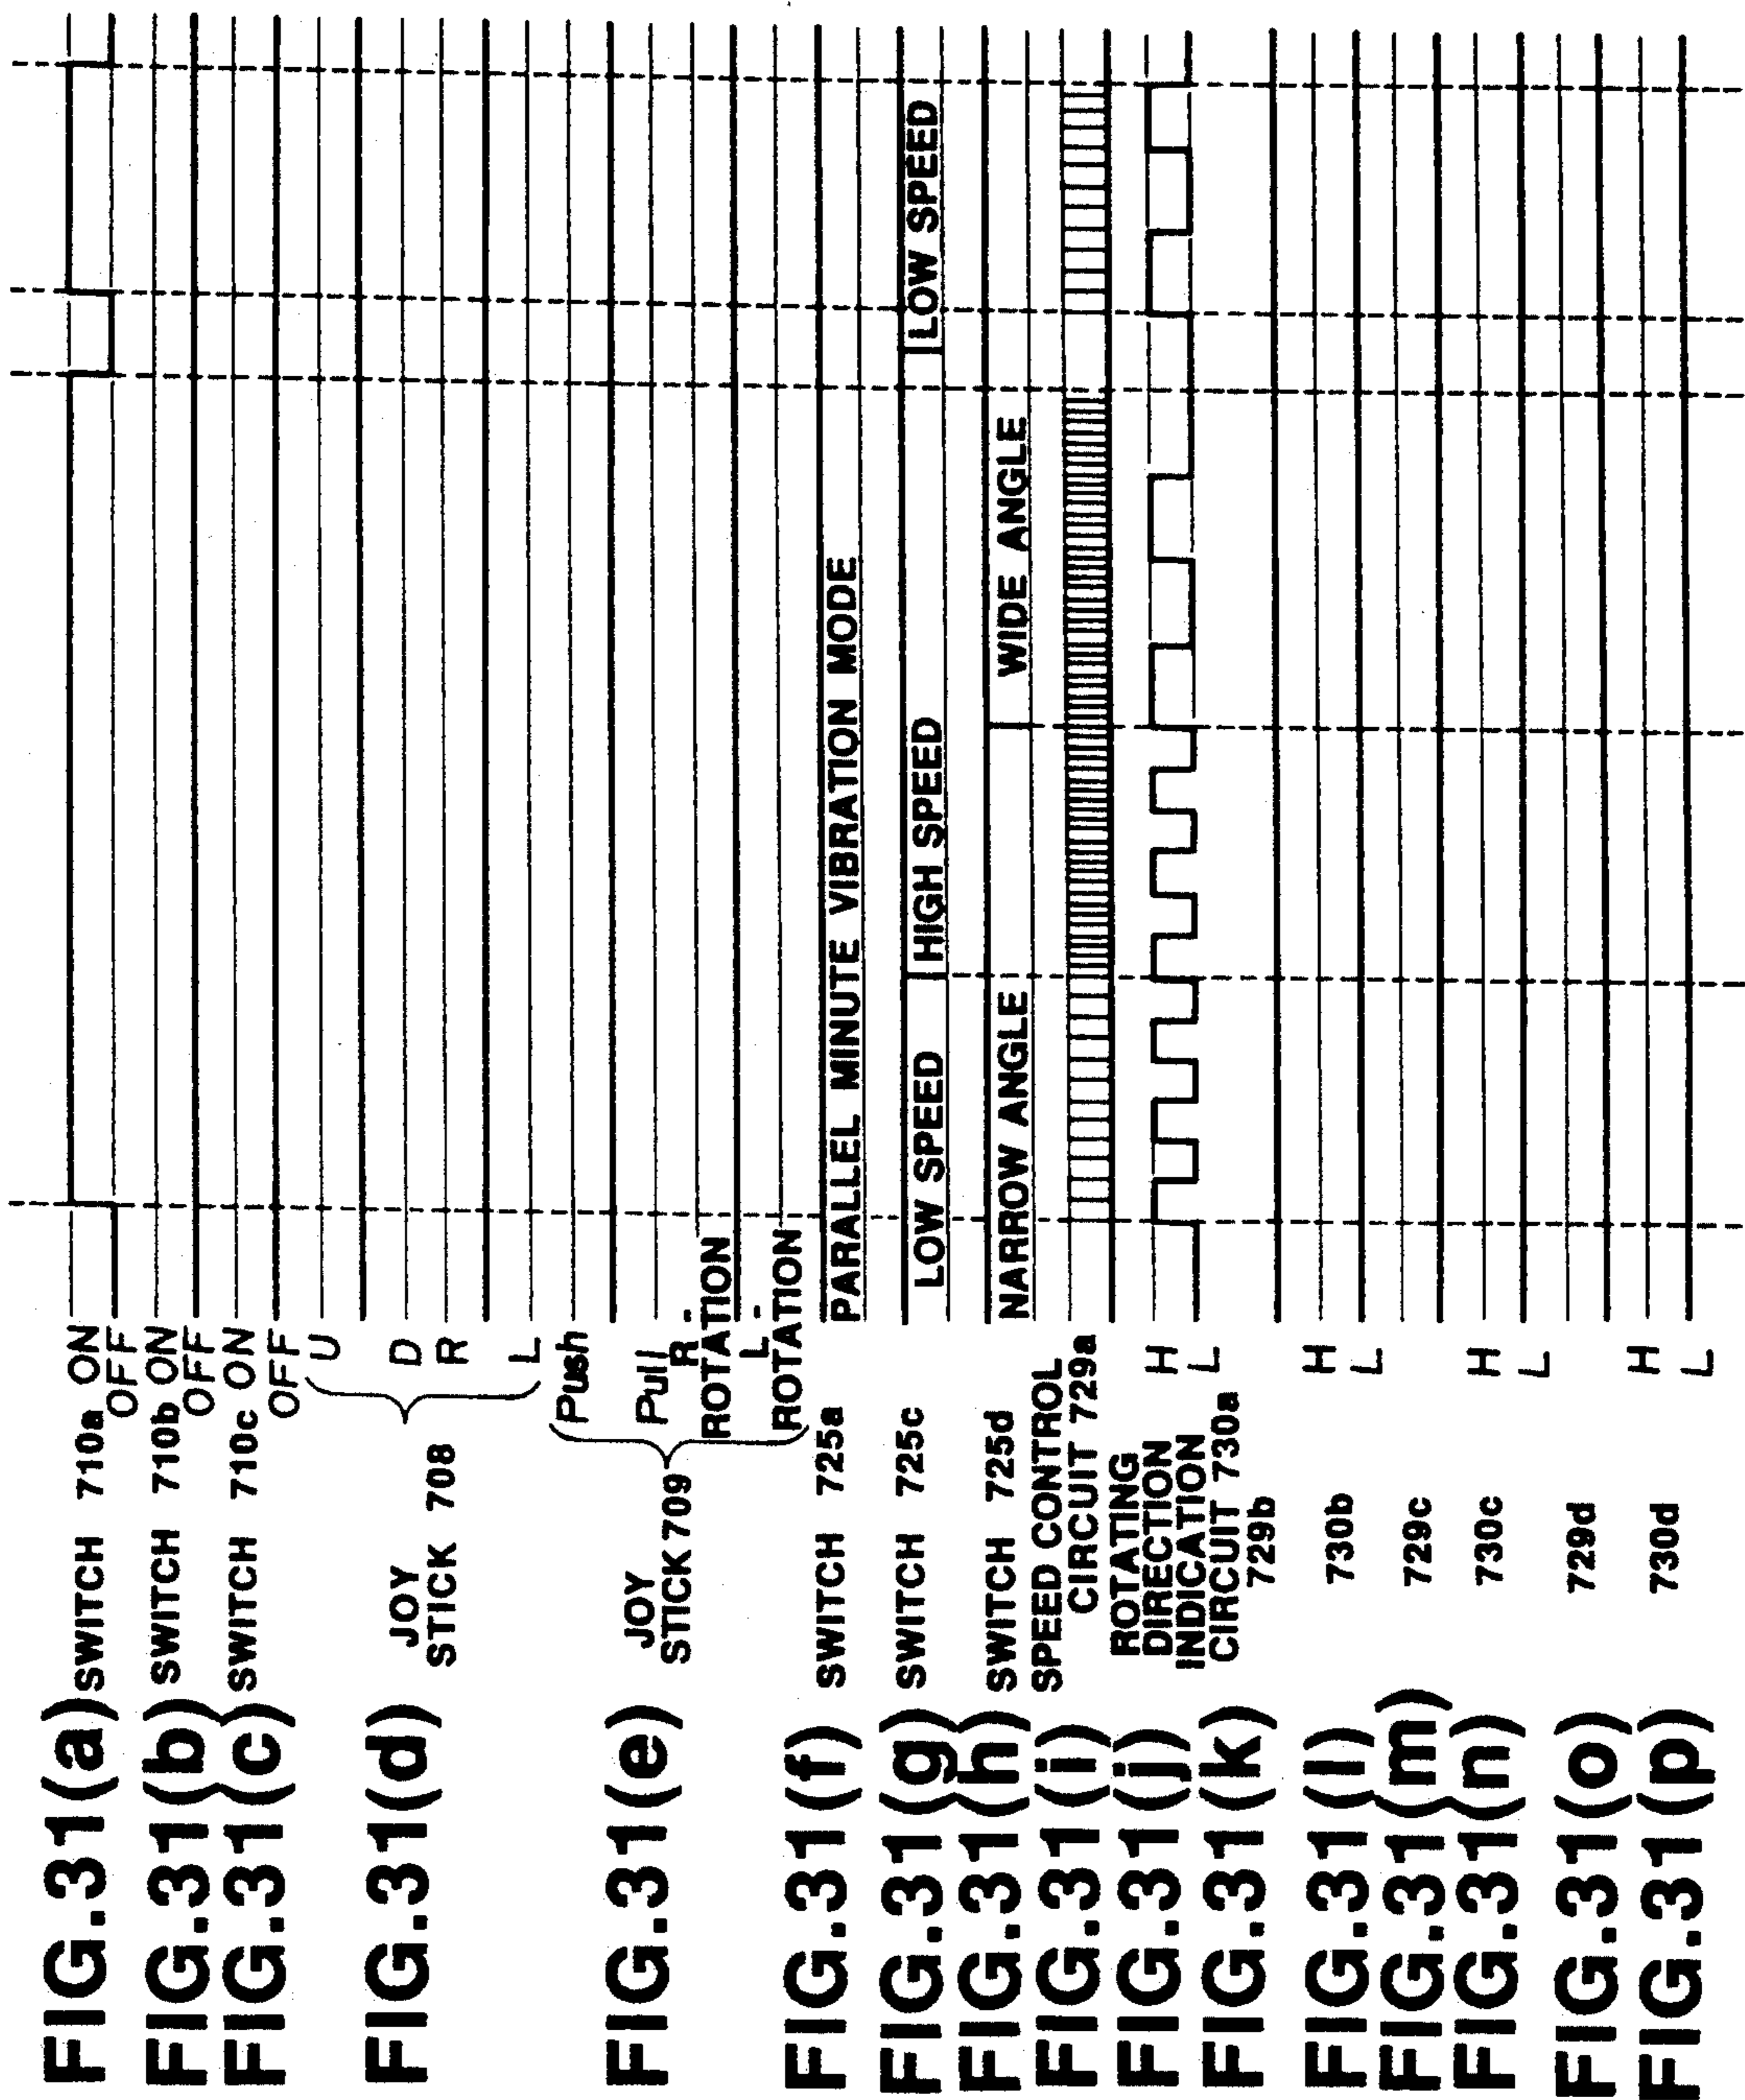 FIG.31(a) SWITCH 710a ON
OFF
FIG.31(b) SWITCH 710b ON
OFF
FIG.31(c) SWITCH 710c ON
OFF
FIG.31(d) JOY STICK 708
U
D
R
L
FIG.31(e) JOY STICK 709
Push
Pull
R-ROTATION
L-ROTATION
FIG.31(f) SWITCH 725a PARALLEL MINUTE VIBRATION MODE
FIG.31(g) SWITCH 725c LOW SPEED HIGH SPEED LOW SPEED
FIG.31(h) SWITCH 725d NARROW ANGLE WIDE ANGLE
FIG.31(i) SPEED CONTROL CIRCUIT 729a
FIG.31(j) ROTATING DIRECTION INDICATION CIRCUIT 730a
H
L
FIG.31(k) 729b
FIG.31(l) 730b
H
L
FIG.31(m) 729c
FIG.31(n) 730c
H
L
FIG.31(o) 729d
FIG.31(p) 730d
H
L